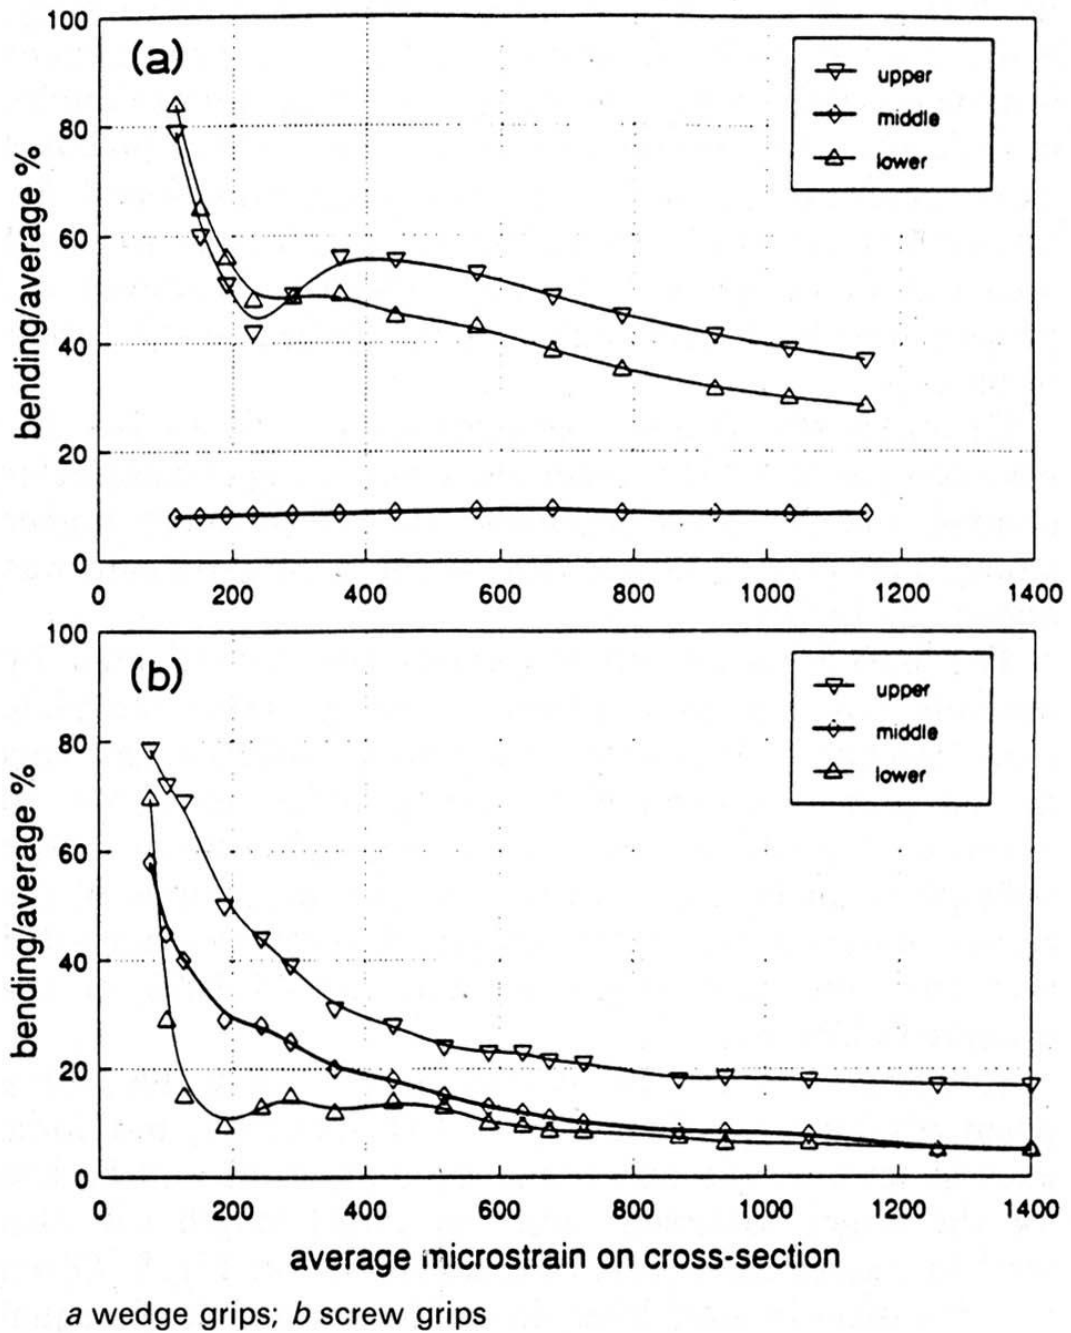 100
80
60
40
20
0
bending/average %
(a)
upper
middle
lower
0 200 400 600 800 1000 1200 1400
100
80
60
40
20
0
bending/average %
(b)
upper
middle
lower
0 200 400 600 800 1000 1200 1400
average microstrain on cross-section
a wedge grips; b screw grips